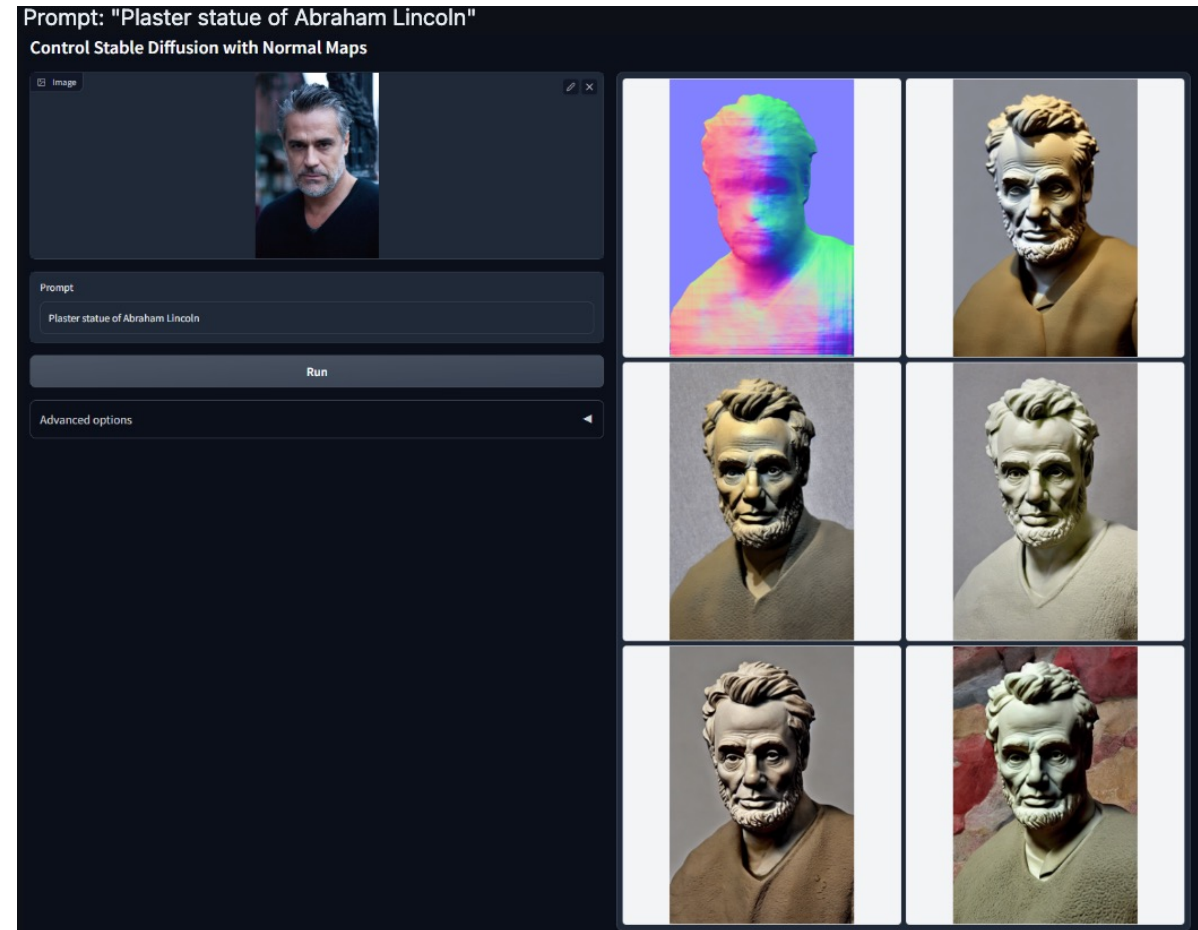 Prompt: "Plaster statue of Abraham Lincoln"
Control Stable Diffusion with Normal Maps
Image
Prompt
Plaster statue of Abraham Lincoln
Run
Advanced options